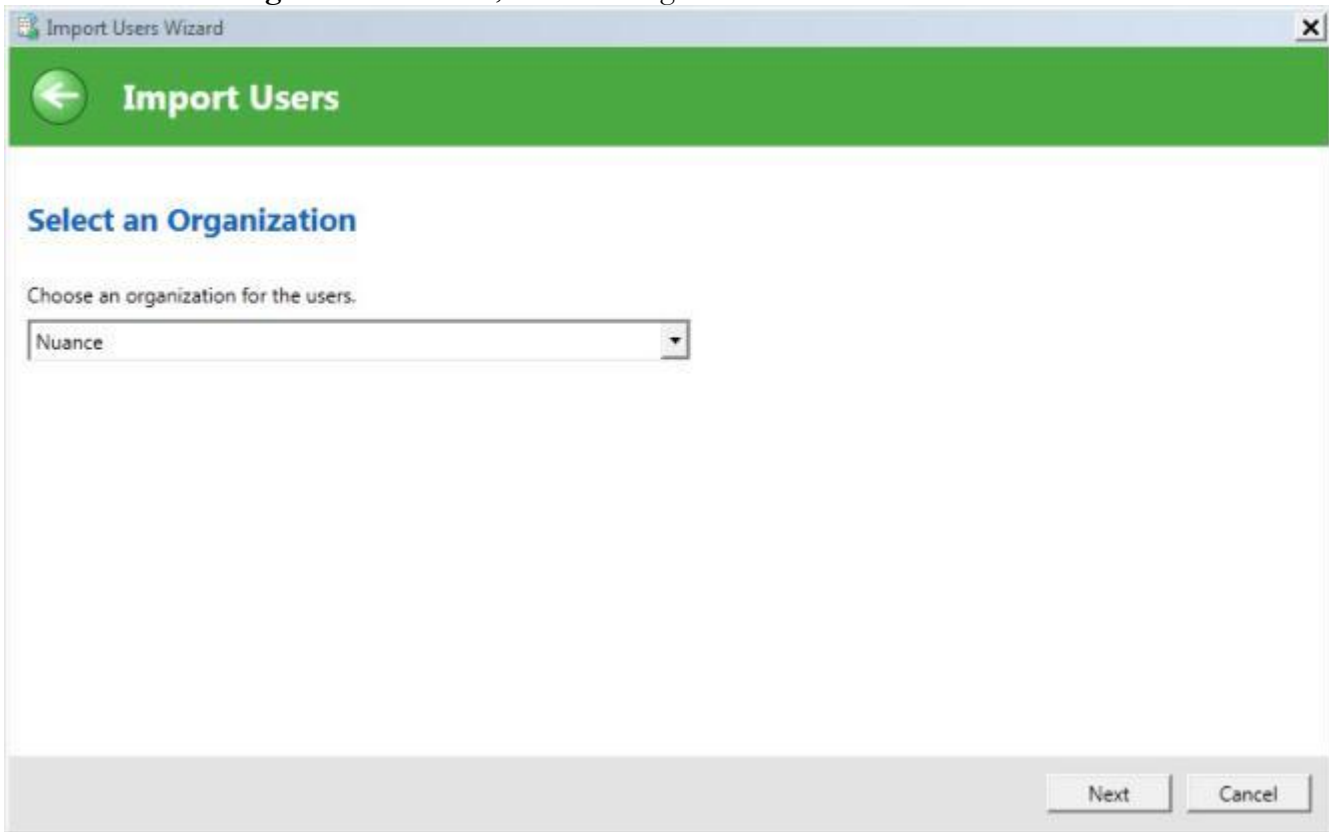 Import Users Wizard
Import Users
Select an Organization
Choose an organization for the users.
Nuance
Next Cancel